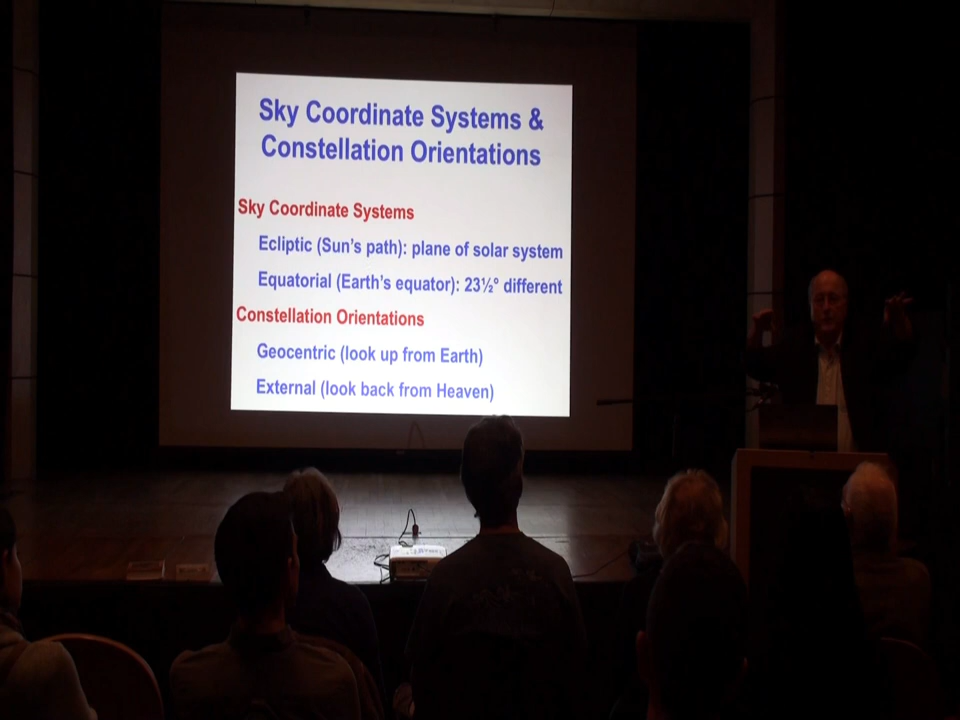 Sky Coordinate Systems &
Constellation Orientations
Sky Coordinate Systems
Ecliptic (Sun's path): plane of solar system
Equatorial (Earth's equator): 23½° different
Constellation Orientations
Geocentric (look up from Earth)
External (look back from Heaven)